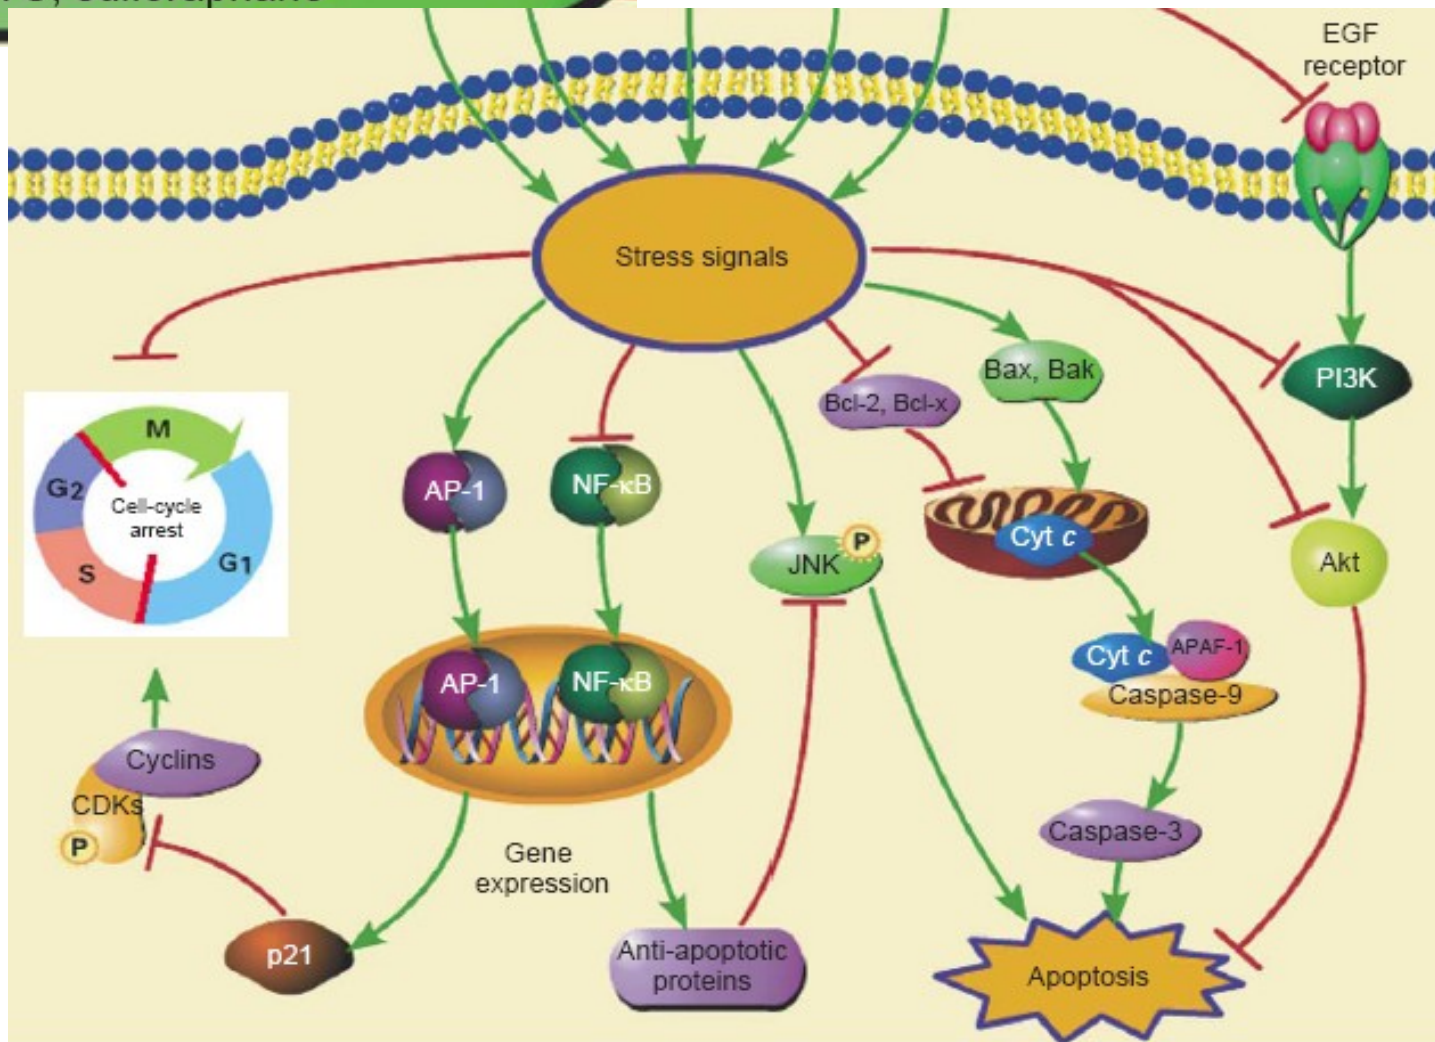 EGF
receptor
Stress signals
Bax, Bak
PI3K
Bcl-2, Bcl-x
M
G2
Cell-cycle
arrest
S
G1
AP-1
NF-κB
Cyt c
P
JNK
Akt
AP-1
NF-κB
Cyt c
APAF-1
Caspase-9
Cyclins
CDKs
P
Caspase-3
Gene
expression
p21
Anti-apoptotic
proteins
Apoptosis